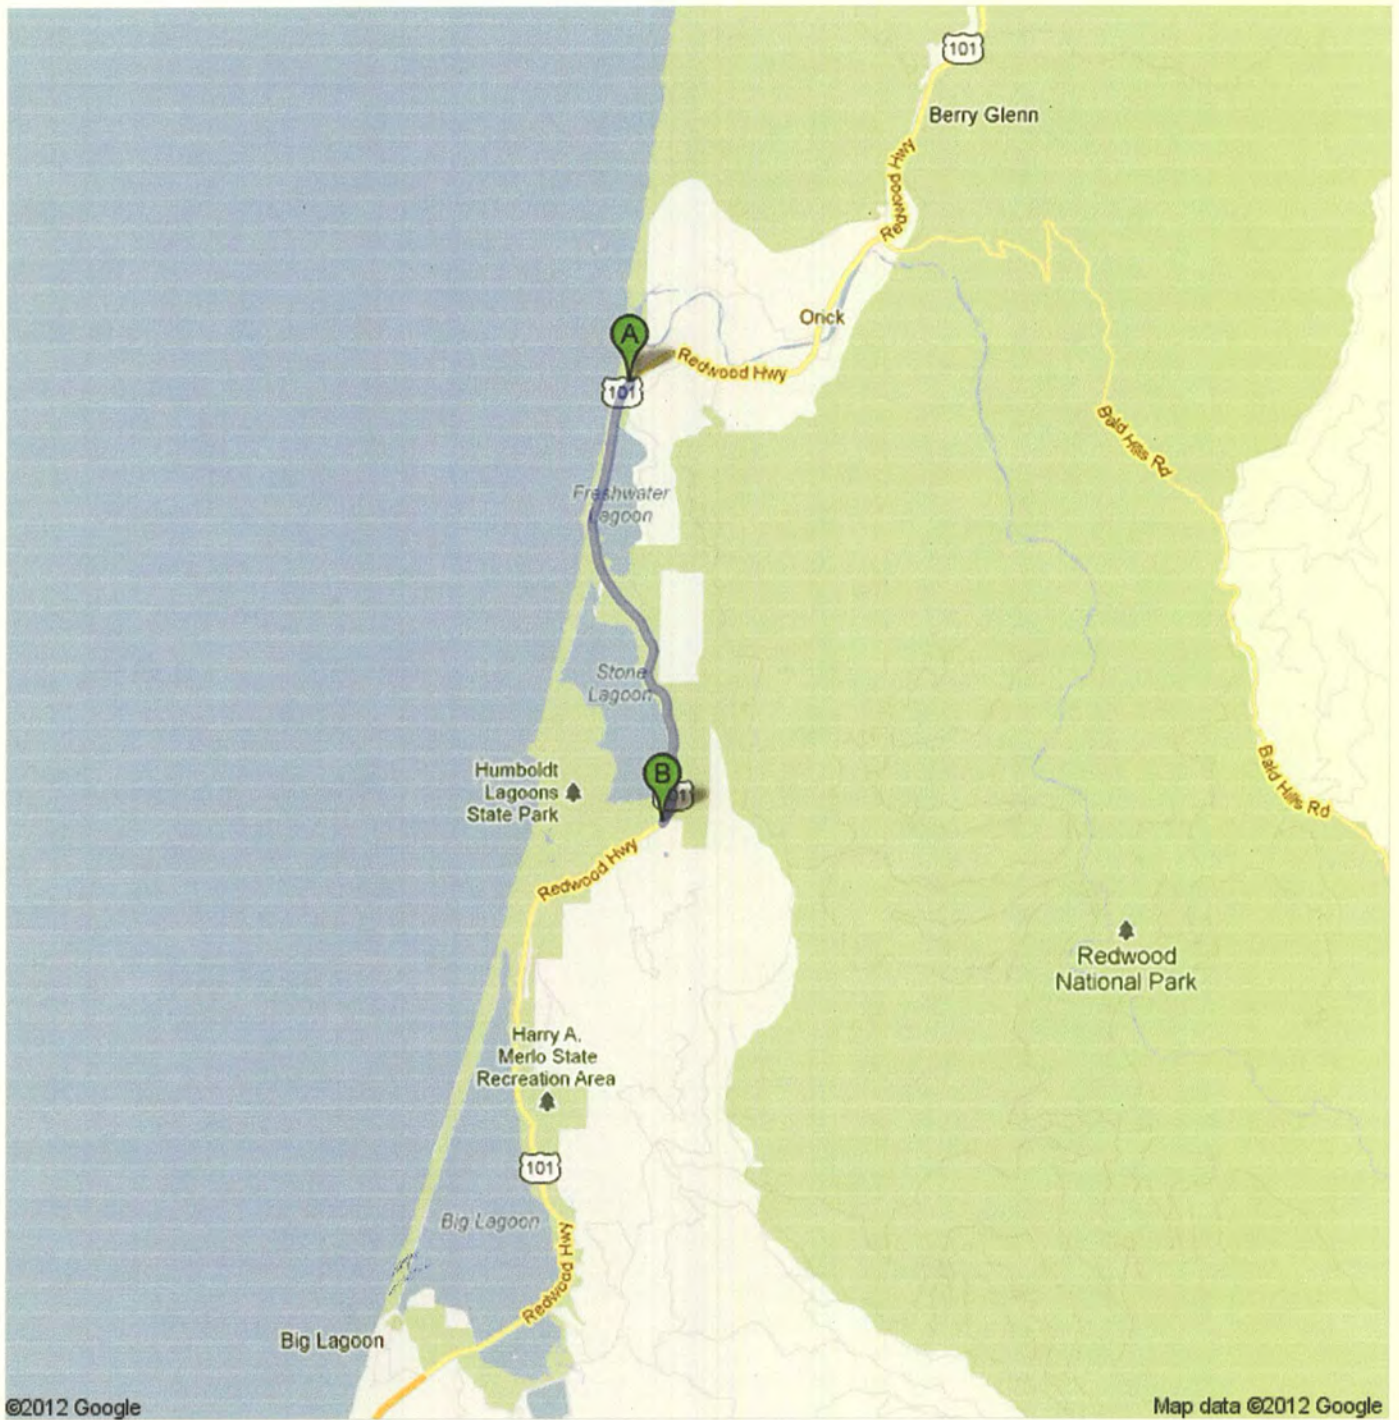 101
Berry Glenn
Redwood Hwy
Orick
A
Redwood Hwy
101
Bald Hills Rd
Freshwater
Lagoon
Stone
Lagoon
B
101
Humboldt
Lagoons
State Park
Bald Hills Rd
Redwood Hwy
Redwood
National Park
Harry A.
Merlo State
Recreation Area
101
Big Lagoon
Redwood Hwy
Big Lagoon
©2012 Google
Map data ©2012 Google